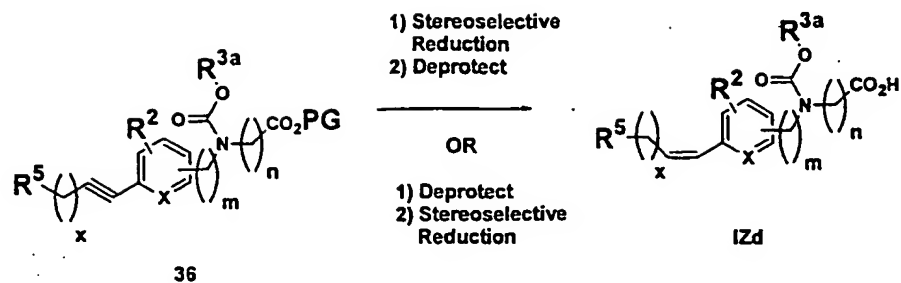 1) Stereoselective
Reduction
2) Deprotect
OR
1) Deprotect
2) Stereoselective
Reduction
R3a
O
O
N
CO2PG
R2
n
R5
X
m
x
36
R3a
O
O
N
CO2H
R2
n
R5
X
m
x
IZd